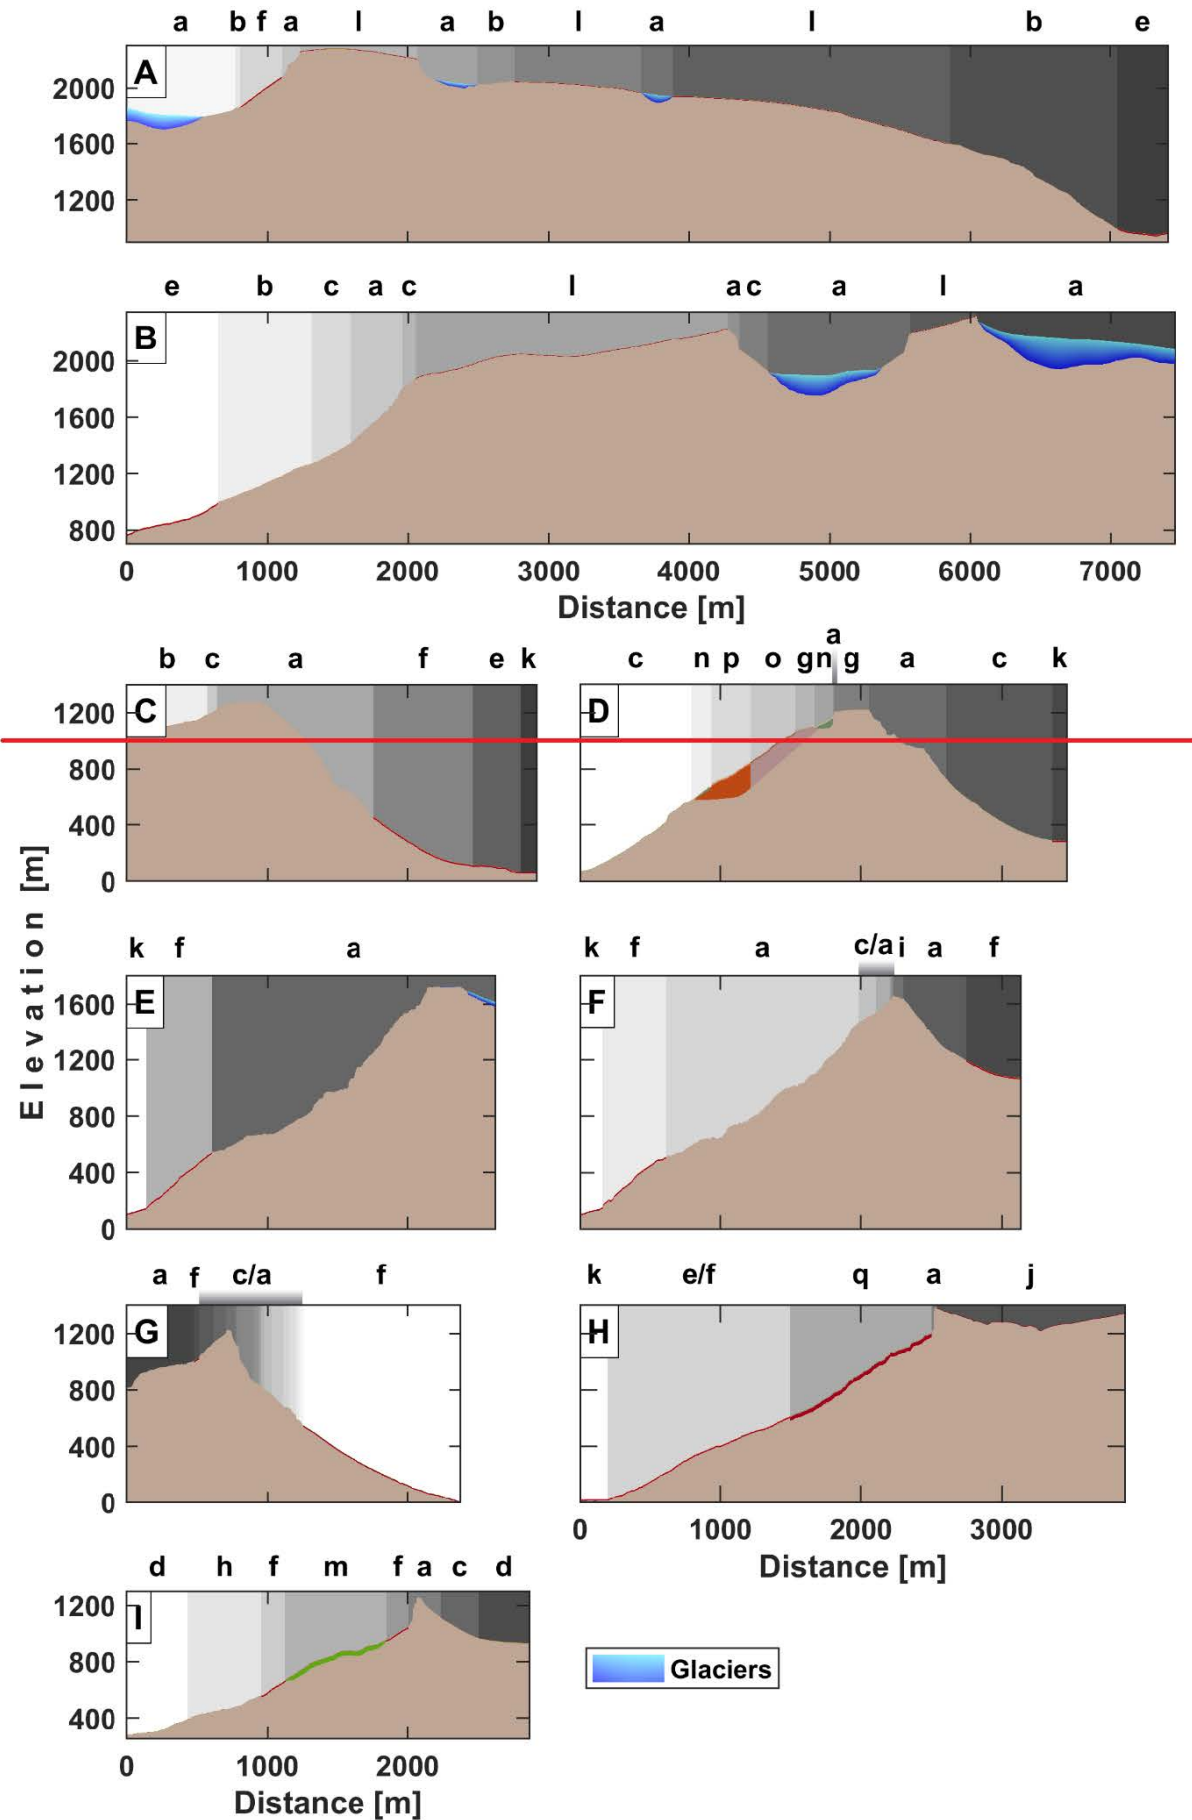 a b f a l a b l a l b e
A
2000
1600
1200
e b c a c l a c a l a
B
2000
1600
1200
800
0 1000 2000 3000 4000 5000 6000 7000
Distance [m]
a
b c a f e k
c n p o g n g a c k
C
D
1200
800
400
0
Elevation [m]
k f a
k f a c/a i a f
E
F
1600
1200
800
400
0
a f c/a f
k e/f q a j
G
H
1200
800
400
0
0 1000 2000 3000
Distance [m]
d h f m f a c d
I
1200
800
400
0 1000 2000
Distance [m]
Glaciers